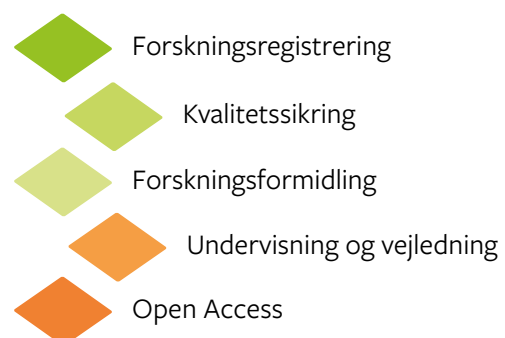 Forskningsregistrering
Kvalitetssikring
Forskningsformidling
Undervisning og vejledning
Open Access